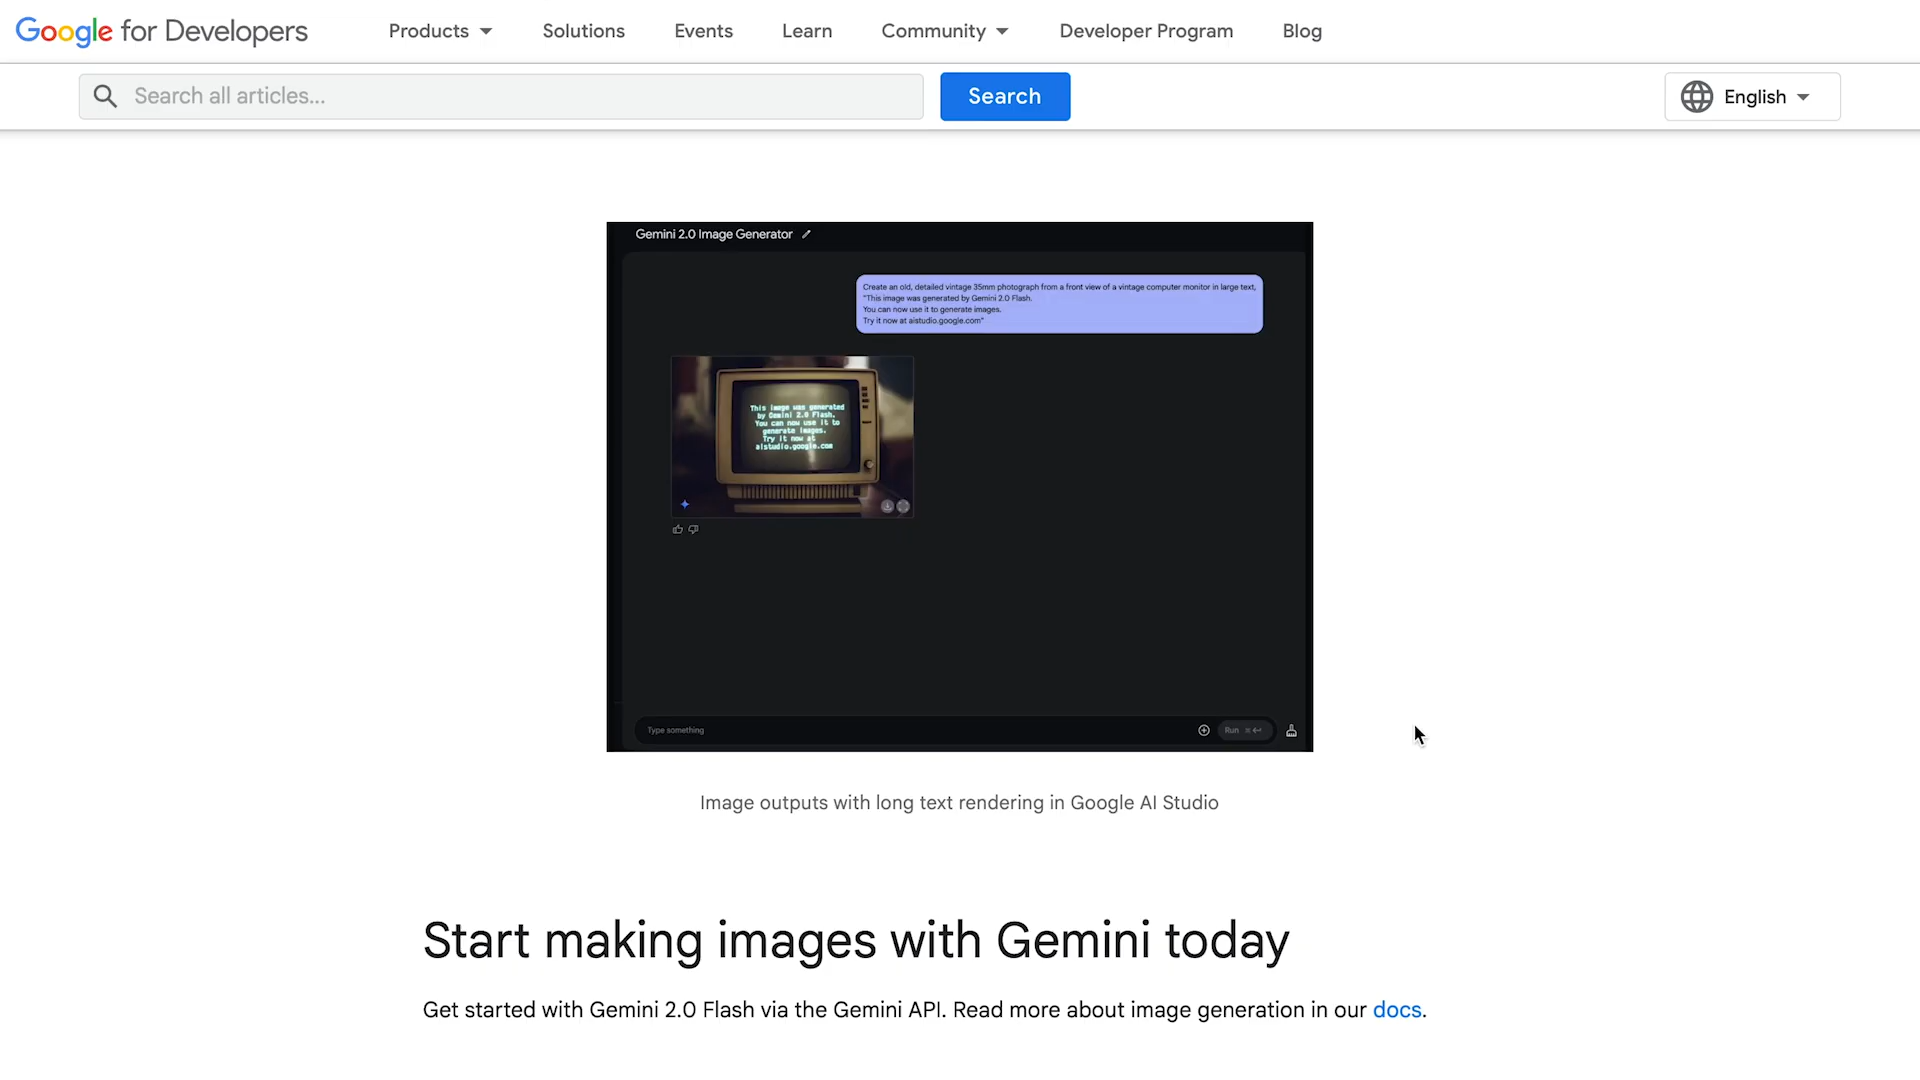 Google for Developers
Products
Solutions
Events
Learn
Community
Developer Program
Blog
Search all articles...
Search
English
Gemini 2.0 Image Generator
Create an old, detailed vintage 35mm photograph from a front view of a vintage computer monitor in large text,
"This image was generated by Gemini 2.0 Flash.
You can now use it to generate images.
Try it now at aistudio.google.com"
This image was generated
by Gemini 2.0 Flash.
You can now use it to
generate images.
Try it now at
aistudio.google.com
Type something
Run ⌘↵
Image outputs with long text rendering in Google AI Studio
Start making images with Gemini today
Get started with Gemini 2.0 Flash via the Gemini API. Read more about image generation in our docs.